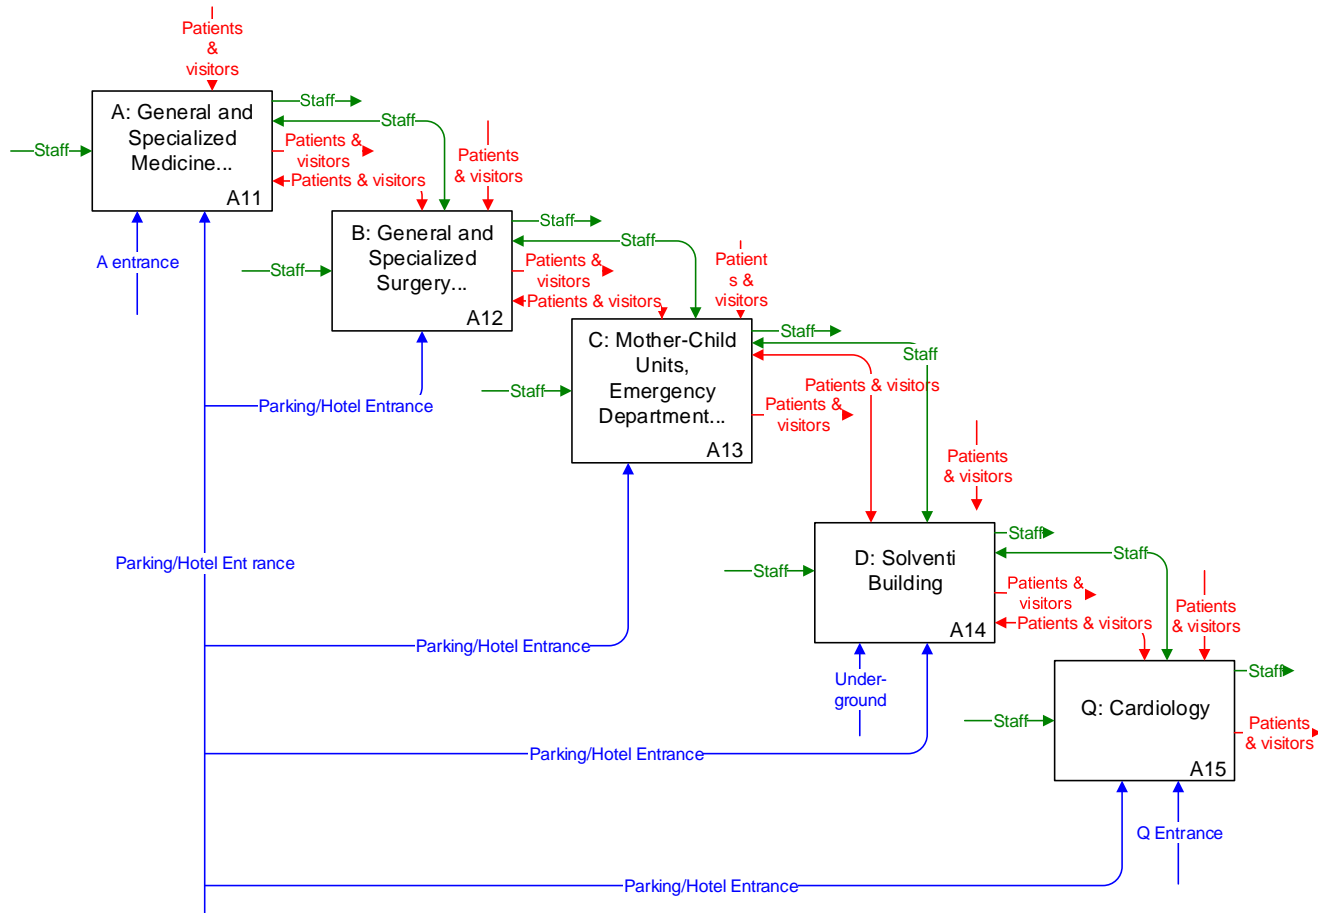 Patients
&
visitors
A: General and
Specialized
Medicine...
A11
Staff
Staff
Staff
Patients &
visitors
Patients & visitors
Patients
& visitors
A entrance
B: General and
Specialized
Surgery...
A12
Staff
Staff
Staff
Patients &
visitors
Patients & visitors
Patient
s &
visitors
Parking/Hotel Entrance
C: Mother-Child
Units,
Emergency
Department...
A13
Staff
Staff
Staff
Patients & visitors
Patients &
visitors
Patients
& visitors
Parking/Hotel Ent rance
Parking/Hotel Entrance
D: Solventi
Building
A14
Staff
Staff
Staff
Patients &
visitors
Patients & visitors
Patients
& visitors
Under-
ground
Parking/Hotel Entrance
Q: Cardiology
A15
Staff
Staff
Patients
& visitors
Q Entrance
Parking/Hotel Entrance